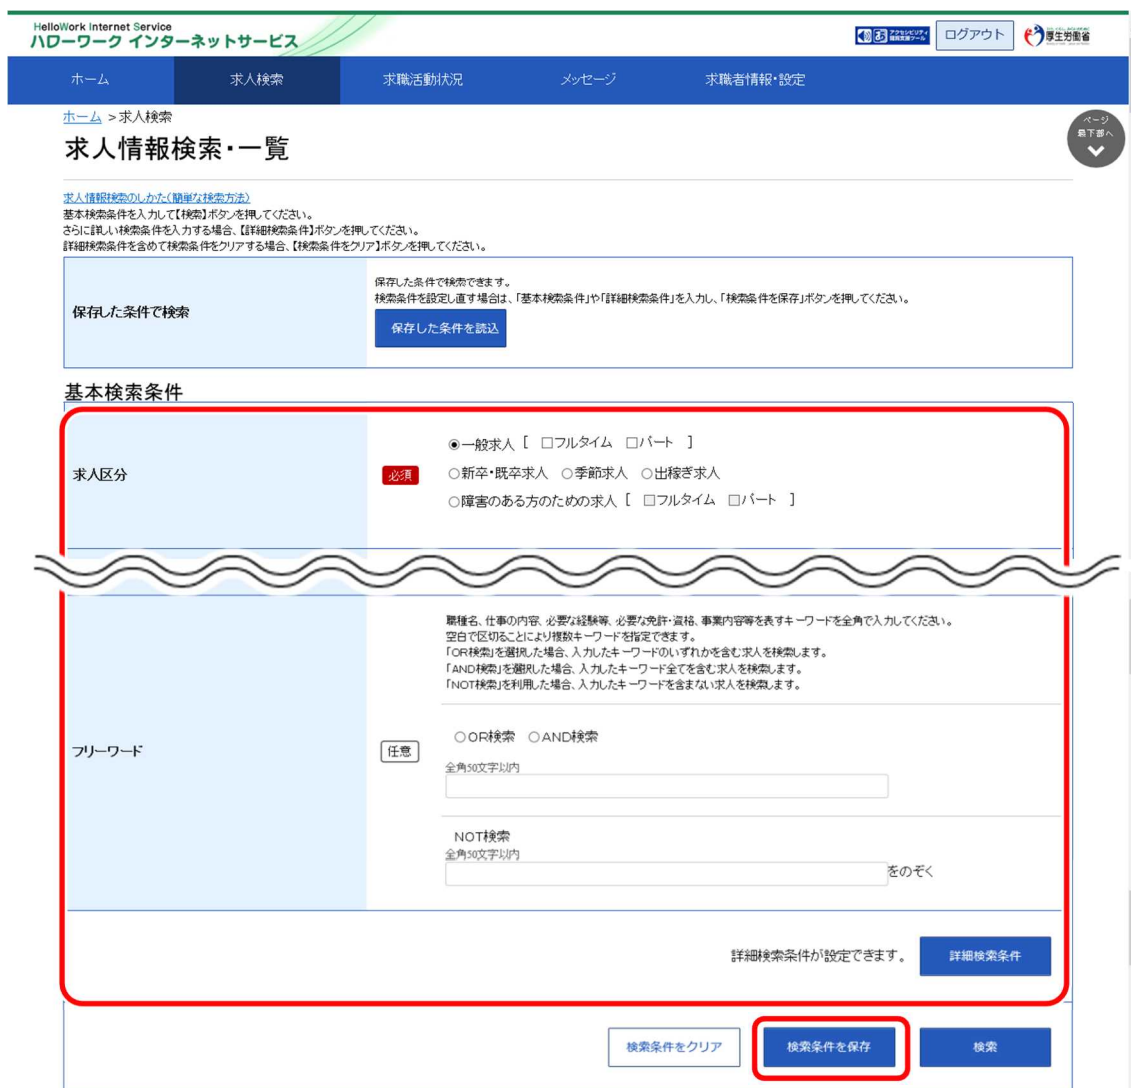 HelloWork Internet Service
ハローワーク インターネットサービス
ログアウト
厚生労働省
ホーム
求人検索
求職活動状況
メッセージ
求職者情報・設定
ホーム >求人検索
ページ
最下部へ
求人情報検索・一覧
求人情報検索のしかた(簡単な検索方法)
基本検索条件を入力して【検索】ボタンを押してください。
さらに詳しい検索条件を入力する場合、【詳細検索条件】ボタンを押してください。
詳細検索条件を含めて検索条件をクリアする場合、【検索条件をクリア】ボタンを押してください。
保存した条件で検索
保存した条件で検索できます。
検索条件を設定し直す場合は、「基本検索条件」や「詳細検索条件」を入力し、「検索条件を保存」ボタンを押してください。
保存した条件を読込
基本検索条件
求人区分
必須
一般求人 [ フルタイム パート ]
新卒・既卒求人 季節求人 出稼ぎ求人
障害のある方のための求人 [ フルタイム パート ]
職種名、仕事の内容、必要な経験等、必要な免許・資格、事業内容等を表すキーワードを全角で入力してください。
空白で区切ることにより複数キーワードを指定できます。
「OR検索」を選択した場合、入力したキーワードのいずれかを含む求人を検索します。
「AND検索」を選択した場合、入力したキーワード全てを含む求人を検索します。
「NOT検索」を利用した場合、入力したキーワードを含まない求人を検索します。
フリーワード
任意
OR検索 AND検索
全角50文字以内
NOT検索
全角50文字以内
をのぞく
詳細検索条件が設定できます。
詳細検索条件
検索条件をクリア
検索条件を保存
検索